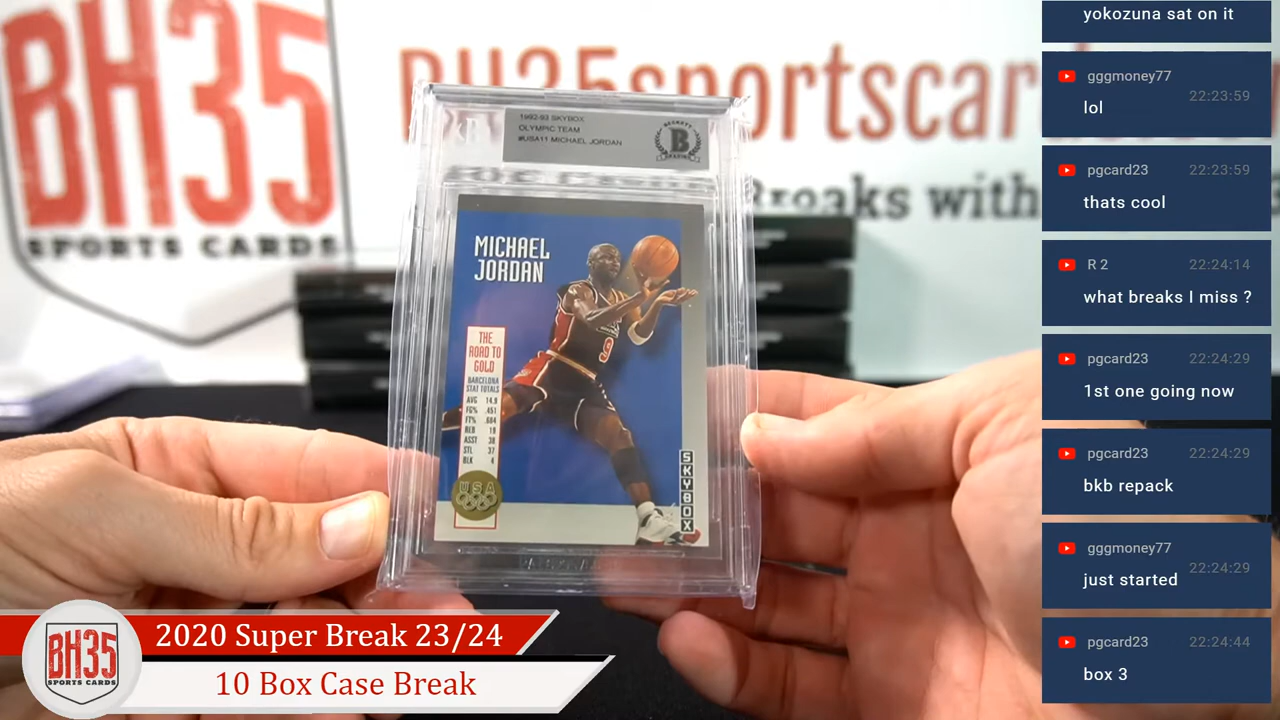 BH35
SPORTS CARDS
BH35sportscar
Breaks with
1992-93 SKYBOX
OLYMPIC TEAM
#USA11 MICHAEL JORDAN
BECKETT
B
MICHAEL
JORDAN
THE
ROAD TO
GOLD
BARCELONA
STAT TOTALS
AVG 14.9
FG% .451
FT% .684
REB 19
ASST 38
STL 37
BLK 4
9
USA
SKYBOX
BH35
SPORTS CARDS
2020 Super Break 23/24
10 Box Case Break
yokozuna sat on it
gggmoney77
22:23:59
lol
pgcard23 22:23:59
thats cool
R 2 22:24:14
what breaks I miss ?
pgcard23 22:24:29
1st one going now
pgcard23 22:24:29
bkb repack
gggmoney77
22:24:29
just started
pgcard23 22:24:44
box 3